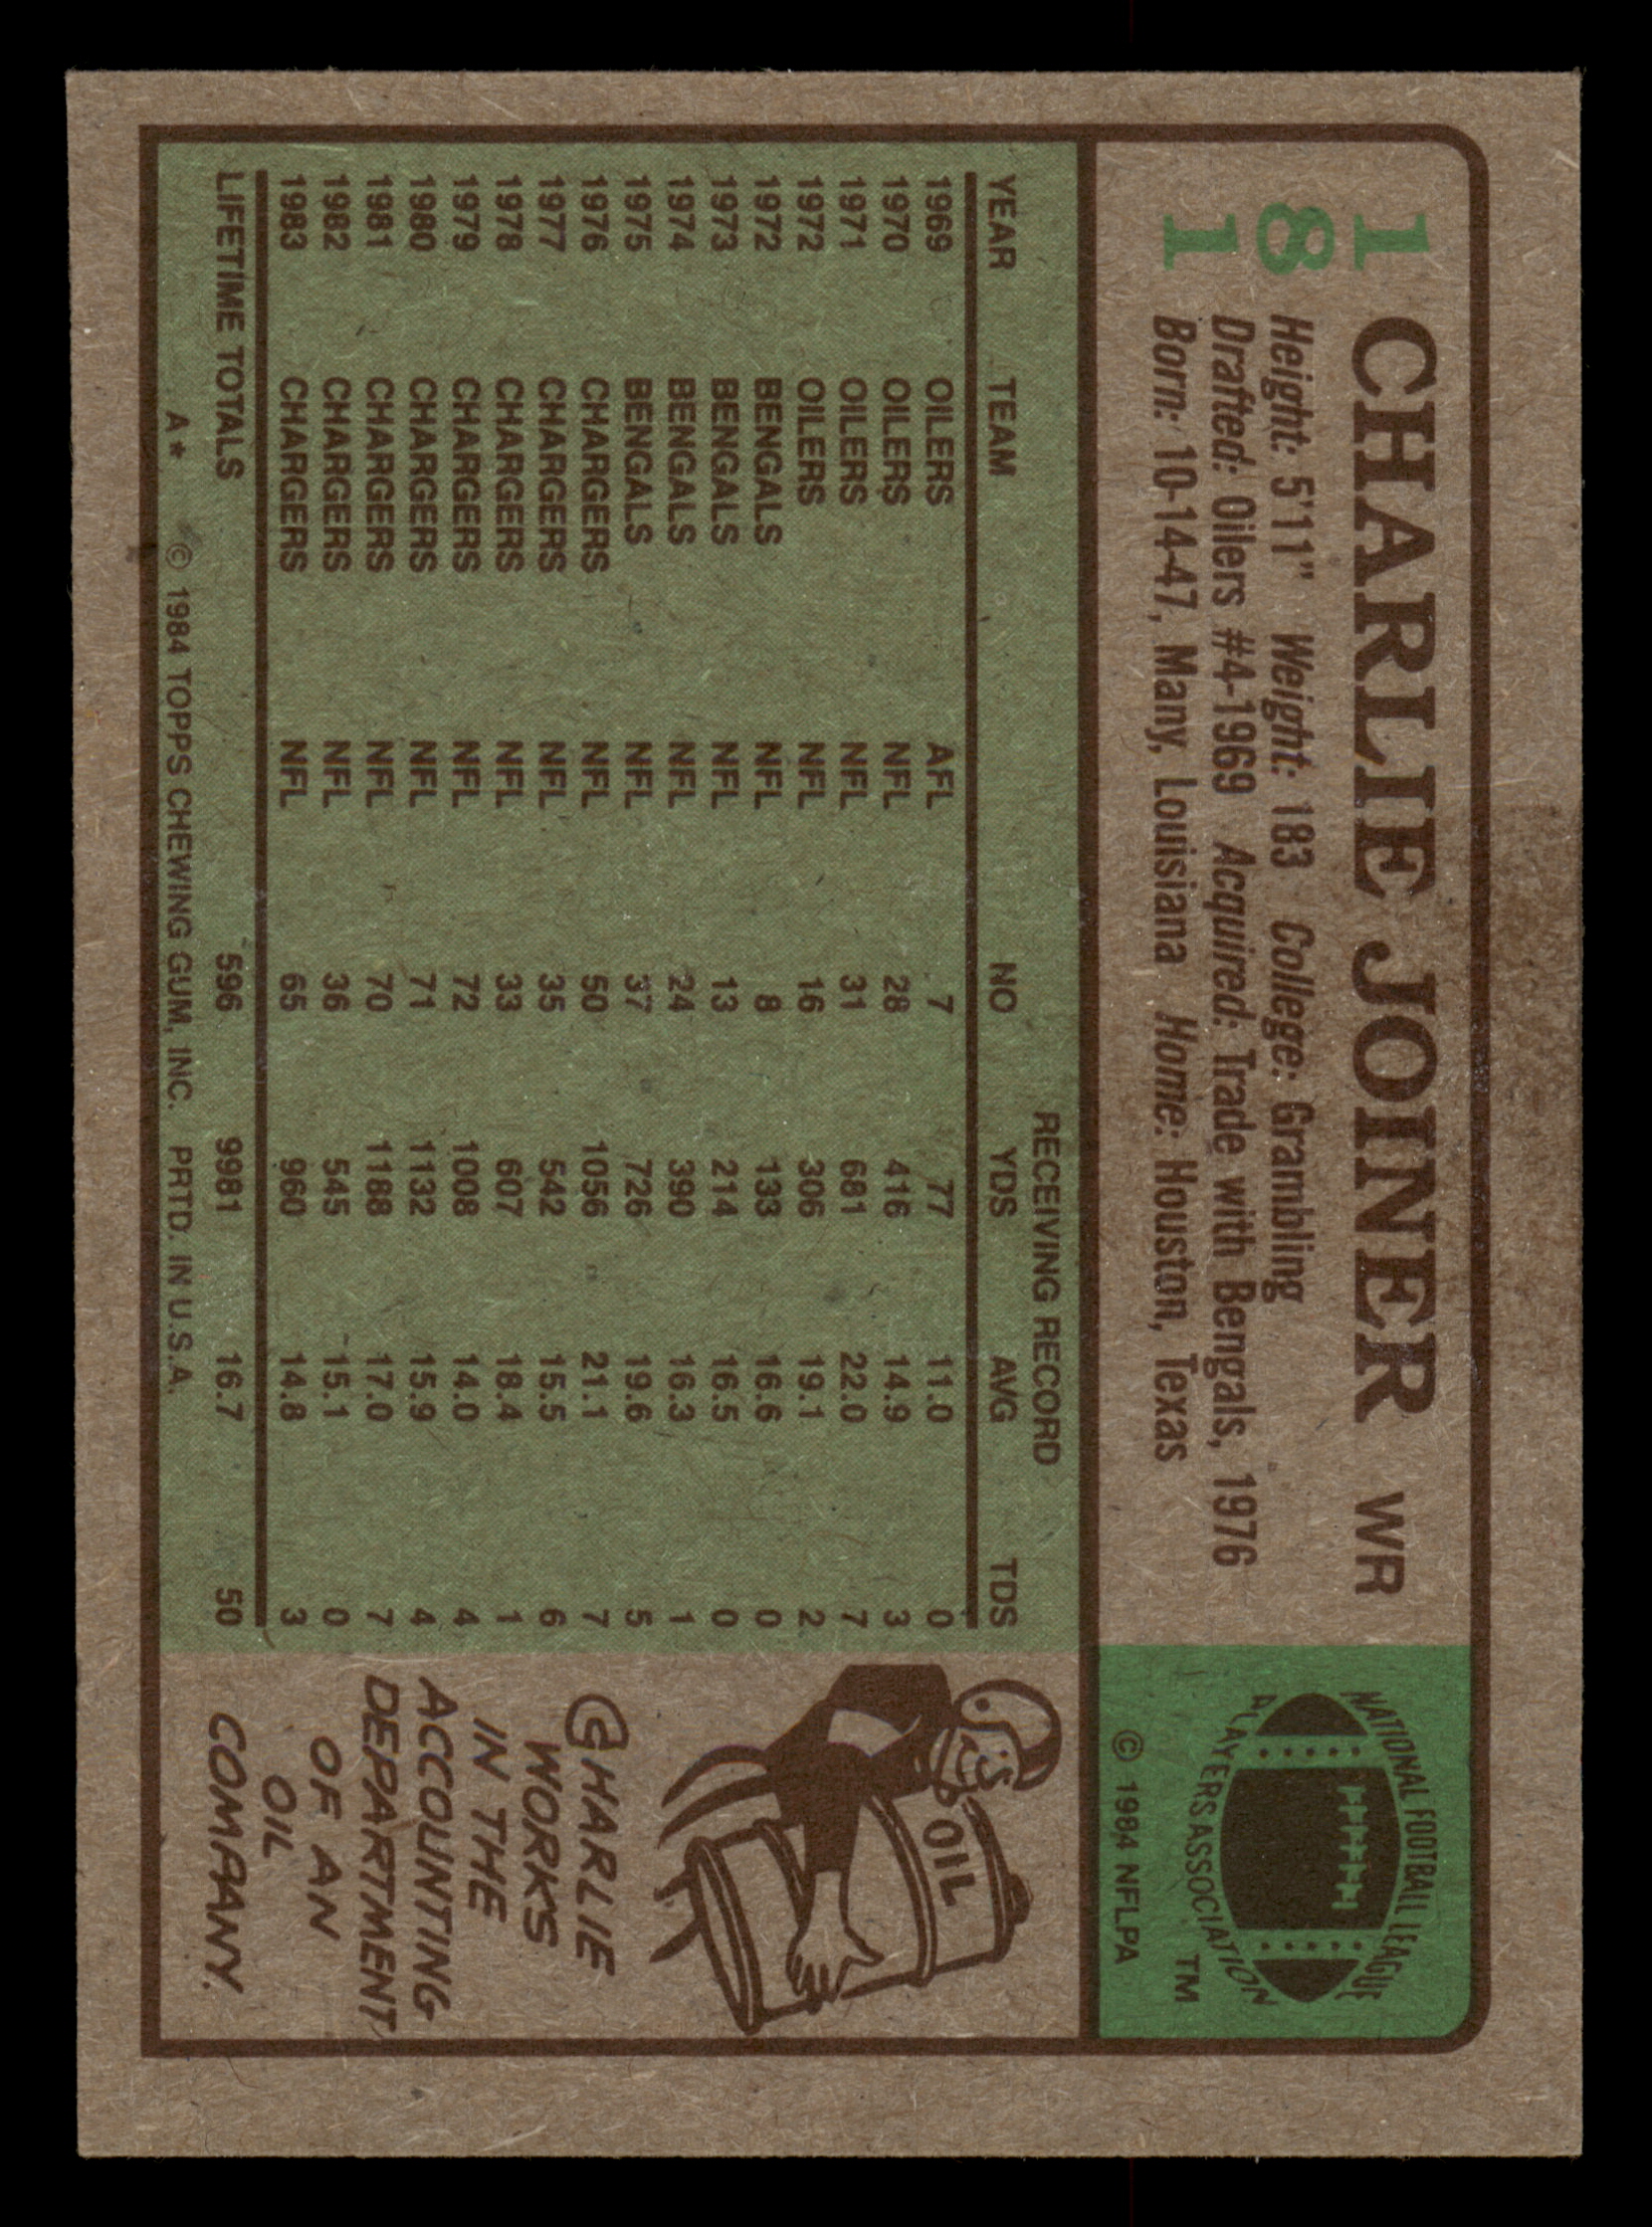 181
CHARLIE JOINER WR
Height: 5'11" Weight: 183 College: Grambling
Drafted: Oilers #4-1969 Acquired: Trade with Bengals, 1976
Born: 10-14-47, Many, Louisiana Home: Houston, Texas
NATIONAL FOOTBALL LEAGUE
PLAYERS ASSOCIATION
TM
© 1984 NFLPA
RECEIVING RECORD
YEAR TEAM NO YDS AVG TDS
1969 OILERS AFL 7 77 11.0 0
1970 OILERS NFL 28 416 14.9 3
1971 OILERS NFL 31 681 22.0 7
1972 OILERS NFL 16 306 19.1 2
1972 BENGALS NFL 8 133 16.6 0
1973 BENGALS NFL 13 214 16.5 0
1974 BENGALS NFL 24 390 16.3 1
1975 BENGALS NFL 37 726 19.6 5
1976 CHARGERS NFL 50 1056 21.1 7
1977 CHARGERS NFL 35 542 15.5 6
1978 CHARGERS NFL 33 607 18.4 1
1979 CHARGERS NFL 72 1008 14.0 4
1980 CHARGERS NFL 71 1132 15.9 4
1981 CHARGERS NFL 70 1188 17.0 7
1982 CHARGERS NFL 36 545 15.1 0
1983 CHARGERS NFL 65 960 14.8 3
LIFETIME TOTALS 596 9981 16.7 50
A* © 1984 TOPPS CHEWING GUM, INC. PRTD. IN U.S.A.
OIL
CHARLIE
WORKS
IN THE
ACCOUNTING
DEPARTMENT
OF AN
OIL
COMPANY.